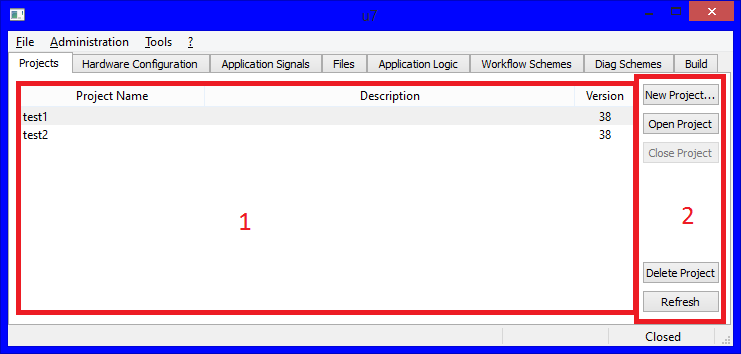 u7
File Administration Tools ?
Projects Hardware Configuration Application Signals Files Application Logic Workflow Schemes Diag Schemes Build
Project Name Description Version
test1 38
test2 38
1
New Project...
Open Project
Close Project
2
Delete Project
Refresh
Closed